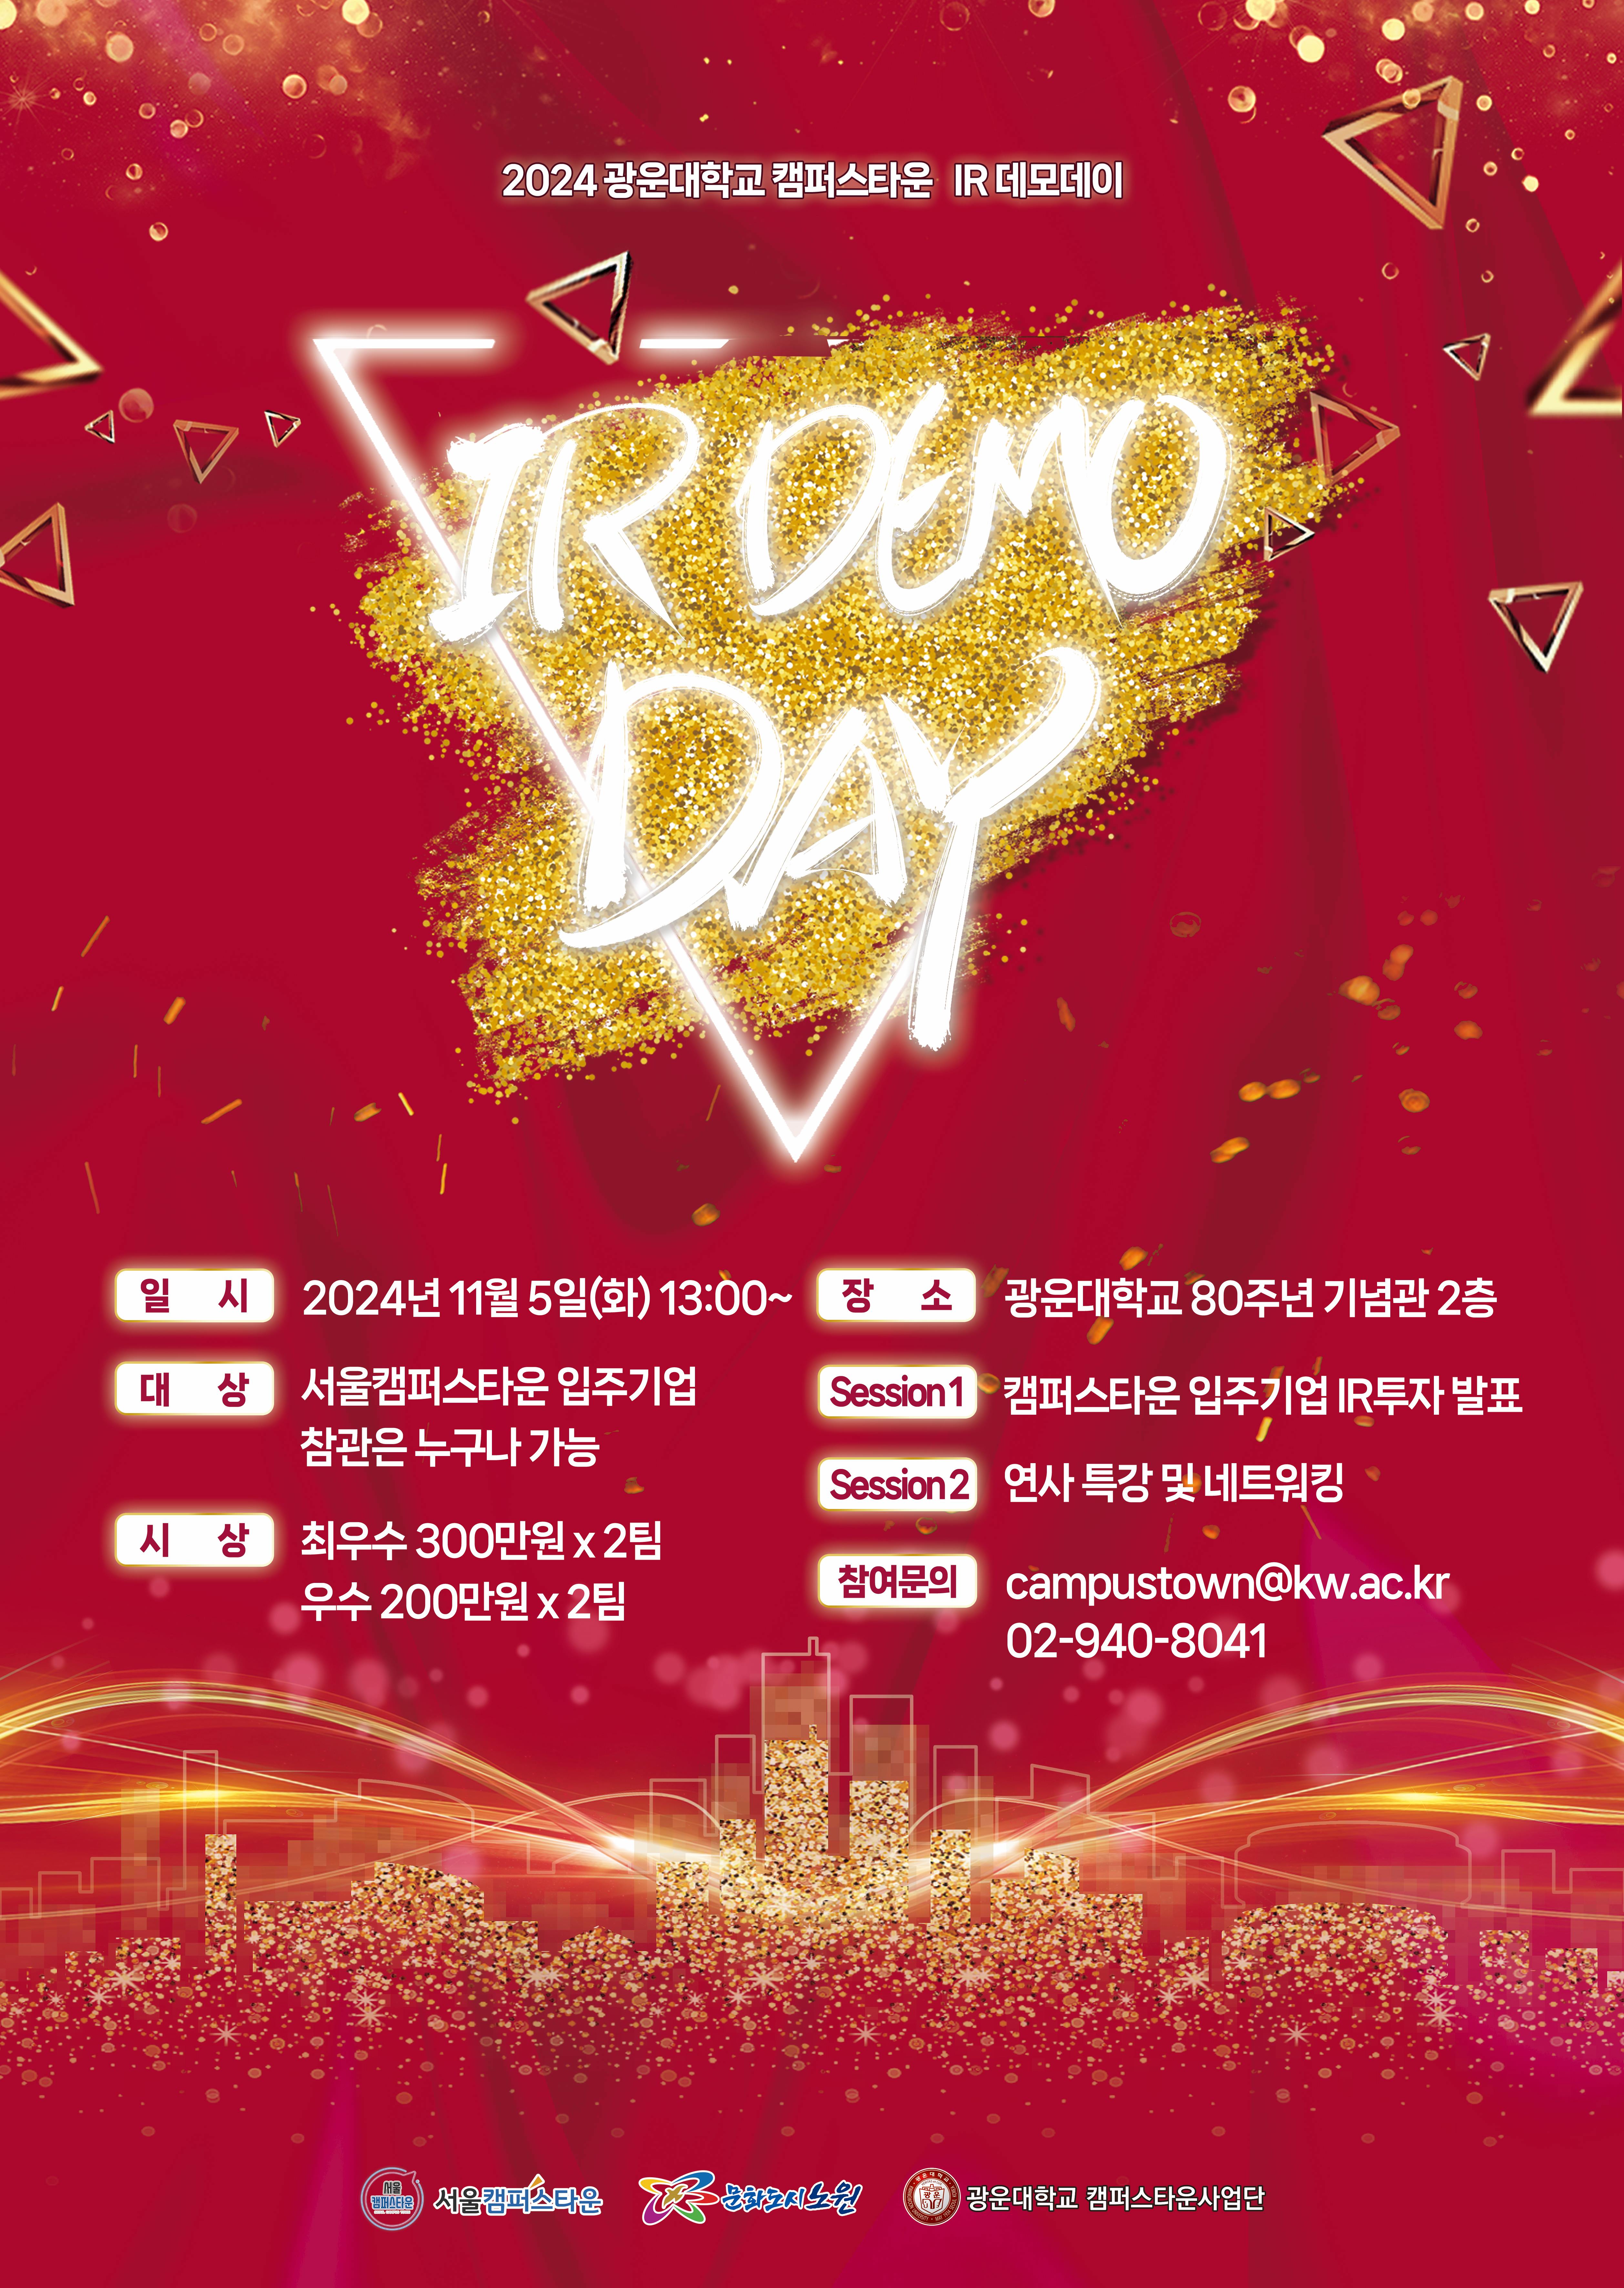 2024 광운대학교 캠퍼스타운 IR 데모데이
IR DEMO
DAY
일 시 2024년 11월 5일(화) 13:00~
대 상 서울캠퍼스타운 입주기업
참관은 누구나 가능
시 상 최우수 300만원 x 2팀
우수 200만원 x 2팀
장 소 광운대학교 80주년 기념관 2층
Session 1 캠퍼스타운 입주기업 IR투자 발표
Session 2 연사 특강 및 네트워킹
참여문의 campustown@kw.ac.kr
02-940-8041
서울
캠퍼스타운
서울캠퍼스타운
문화도시노원
광운대학교 캠퍼스타운사업단